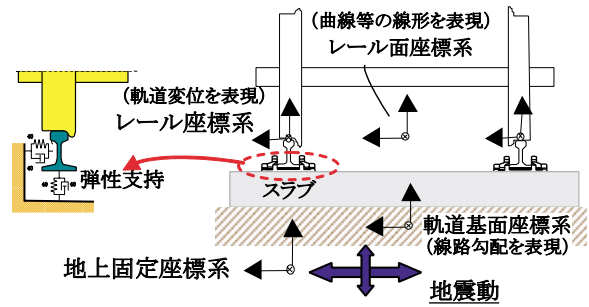 (曲線等の線形を表現)
レール面座標系
(軌道変位を表現)
レール座標系
弾性支持
スラブ
軌道基面座標系
(線路勾配を表現)
地上固定座標系
地震動